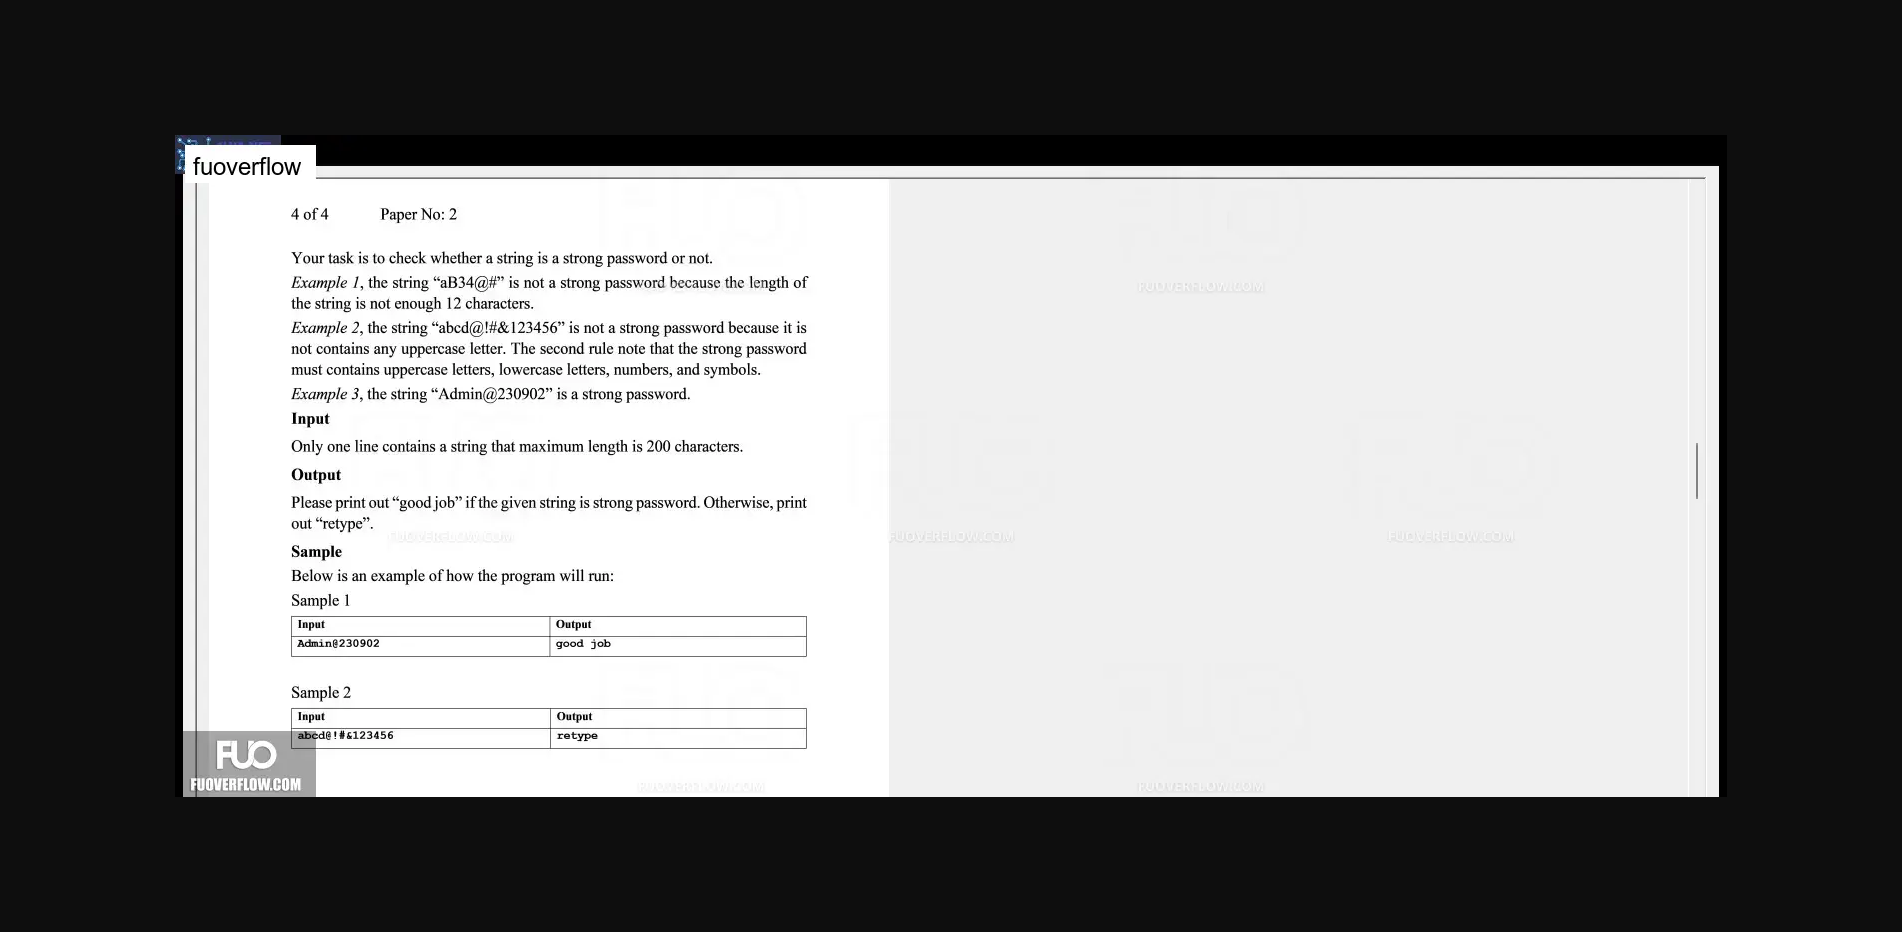 fuoverflow
4 of 4 Paper No: 2
Your task is to check whether a string is a strong password or not.
Example 1, the string “aB34@#” is not a strong password because the length of
the string is not enough 12 characters.
Example 2, the string “abcd@!#&123456” is not a strong password because it is
not contains any uppercase letter. The second rule note that the strong password
must contains uppercase letters, lowercase letters, numbers, and symbols.
Example 3, the string “Admin@230902” is a strong password.
Input
Only one line contains a string that maximum length is 200 characters.
Output
Please print out “good job” if the given string is strong password. Otherwise, print
out “retype”.
Sample
Below is an example of how the program will run:
Sample 1
Input Output
Admin@230902 good job
Sample 2
Input Output
abcd@!#&123456 retype
FUO
FUOVERFLOW.COM
FUOVERFLOW.COM
FUOVERFLOW.COM
FUOVERFLOW.COM
FUOVERFLOW.COM
FUOVERFLOW.COM
FUOVERFLOW.COM